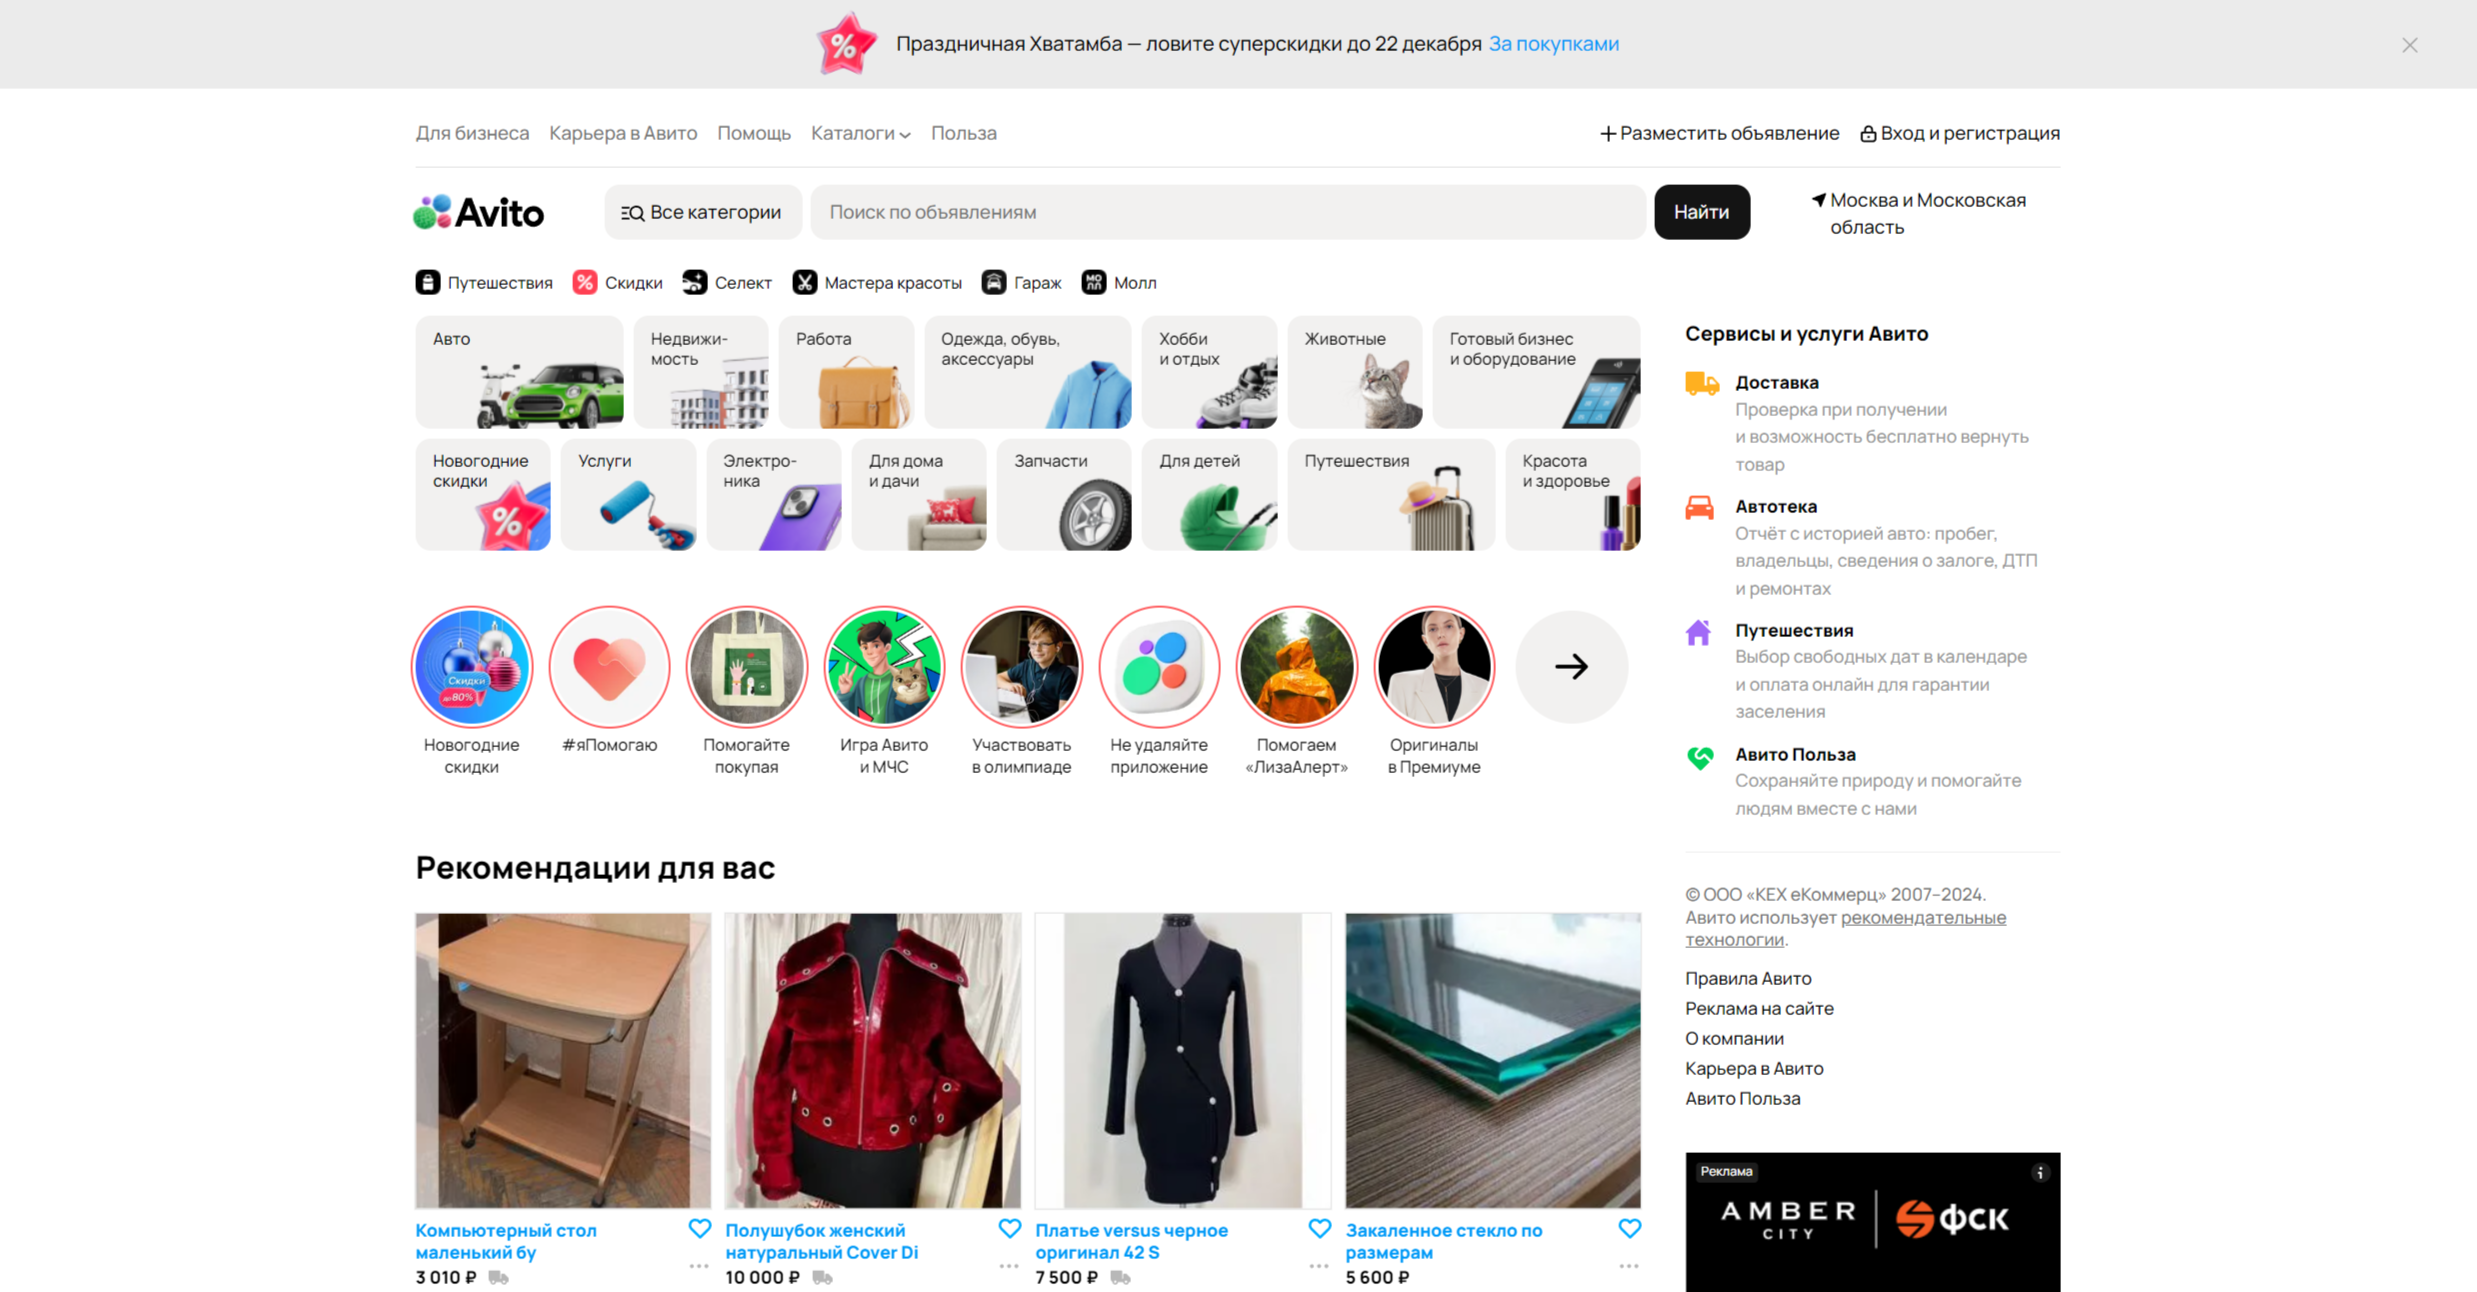 Праздничная Хватамба — ловите суперскидки до 22 декабря За покупками
Для бизнеса Карьера в Авито Помощь Каталоги Польза
Разместить объявление Вход и регистрация
Avito
Все категории
Поиск по объявлениям
Найти
Москва и Московская
область
Путешествия Скидки Селект Мастера красоты Гараж Молл
Авто
Недвижи-
мость
Работа
Одежда, обувь,
аксессуары
Хобби
и отдых
Животные
Готовый бизнес
и оборудование
Новогодние
скидки
Услуги
Электро-
ника
Для дома
и дачи
Запчасти
Для детей
Путешествия
Красота
и здоровье
Скидки
до 80%
Новогодние
скидки
#яПомогаю
Помогайте
покупая
Игра Авито
и МЧС
Участвовать
в олимпиаде
Не удаляйте
приложение
Помогаем
«ЛизаАлерт»
Оригиналы
в Премиуме
Сервисы и услуги Авито
Доставка
Проверка при получении
и возможность бесплатно вернуть
товар
Автотека
Отчёт с историей авто: пробег,
владельцы, сведения о залоге, ДТП
и ремонтах
Путешествия
Выбор свободных дат в календаре
и оплата онлайн для гарантии
заселения
Авито Польза
Сохраняйте природу и помогайте
людям вместе с нами
Рекомендации для вас
Компьютерный стол
маленький бу
3 010 ₽
Полушубок женский
натуральный Cover Di
10 000 ₽
Платье versus черное
оригинал 42 S
7 500 ₽
Закаленное стекло по
размерам
5 600 ₽
© ООО «КЕХ еКоммерц» 2007–2024.
Авито использует рекомендательные
технологии.
Правила Авито
Реклама на сайте
О компании
Карьера в Авито
Авито Польза
Реклама
AMBER
CITY
ФСК